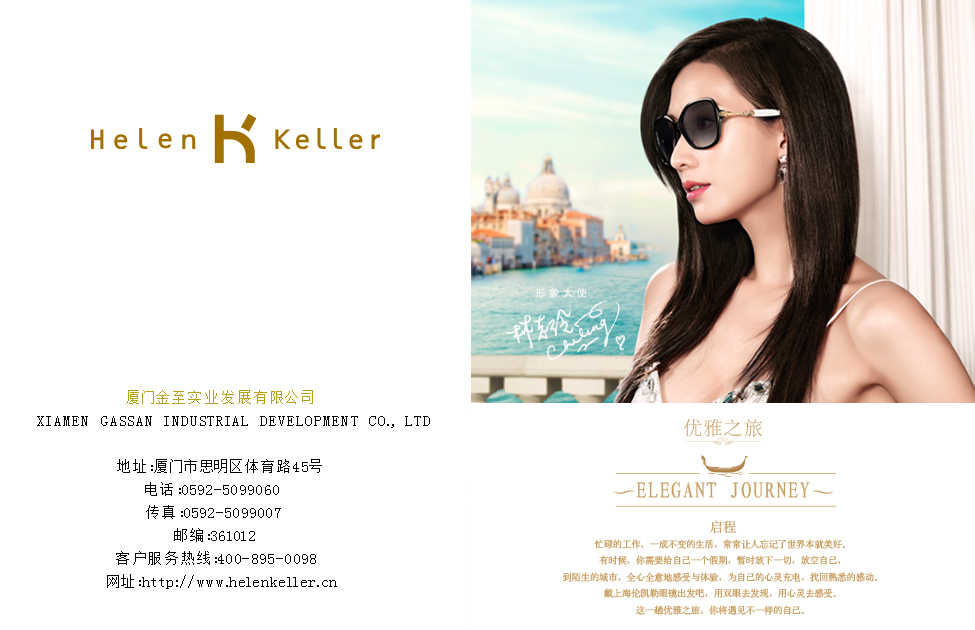 Helen Keller
厦门金至实业发展有限公司
XIAMEN GASSAN INDUSTRIAL DEVELOPMENT CO., LTD
地址:厦门市思明区体育路45号
电话:0592-5099060
传真:0592-5099007
邮编:361012
客户服务热线:400-895-0098
网址:http://www.helenkeller.cn
形象大使
林志玲
Chiling
优雅之旅
ELEGANT JOURNEY
启程
忙碌的工作，一成不变的生活，常常让人忘记了世界本就美好。
有时候，你需要给自己一个假期，暂时放下一切，放空自己，
到陌生的城市，全心全意地感受与体验，为自己的心灵充电，找回熟悉的感动。
戴上海伦凯勒眼镜出发吧，用双眼去发现，用心灵去感受。
这一趟优雅之旅，你将遇见不一样的自己。